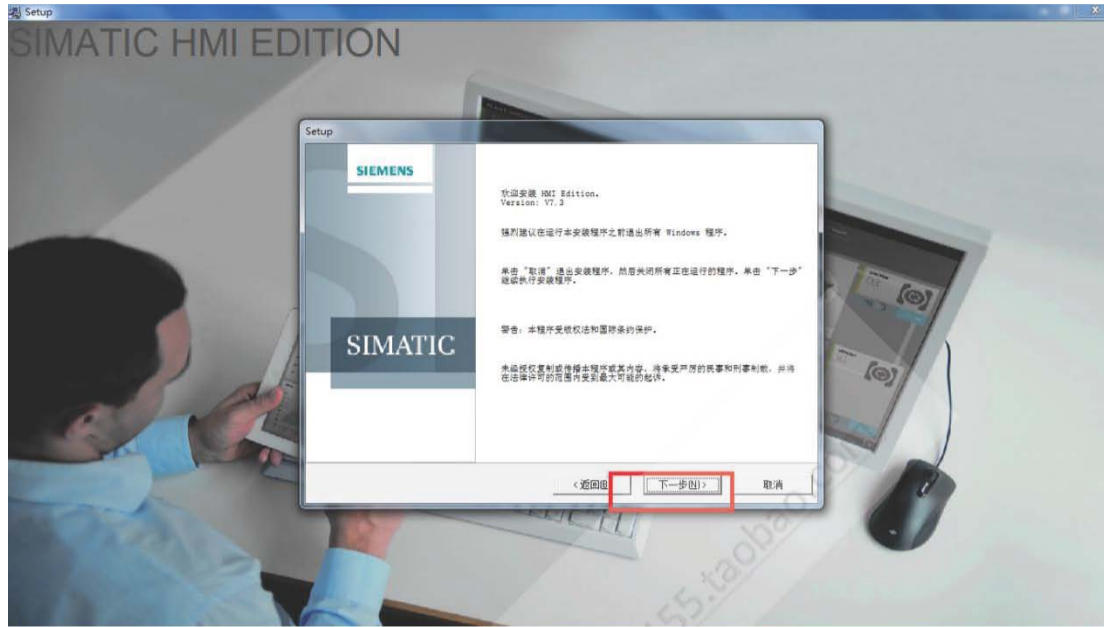 Setup
SIMATIC HMI EDITION
Setup
SIEMENS
SIMATIC
欢迎安装 HMI Edition.
Version: V7.3
强烈建议在运行本安装程序之前退出所有 Windows 程序。
单击 "取消" 退出安装程序，然后关闭所有正在运行的程序。单击 "下一步"
继续执行安装程序。
警告：本程序受版权法和国际条约保护。
未经授权复制或传播本程序或其内容，将承受严厉的民事和刑事制裁，并将
在法律许可的范围内受到最大可能的起诉。
<返回(B)
下一步(N)>
取消
155.taobao.co